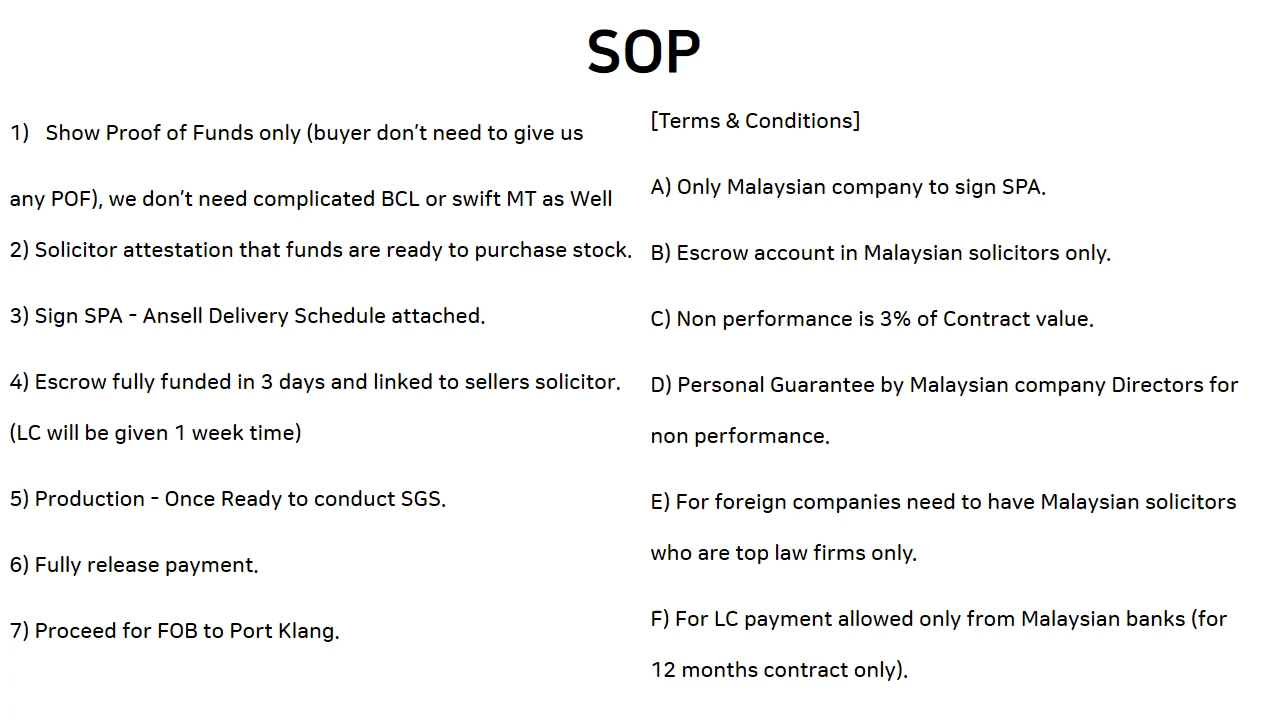 SOP
1) Show Proof of Funds only (buyer don't need to give us
any POF), we don't need complicated BCL or swift MT as Well
2) Solicitor attestation that funds are ready to purchase stock.
3) Sign SPA - Ansell Delivery Schedule attached.
4) Escrow fully funded in 3 days and linked to sellers solicitor.
(LC will be given 1 week time)
5) Production - Once Ready to conduct SGS.
6) Fully release payment.
7) Proceed for FOB to Port Klang.
[Terms & Conditions]
A) Only Malaysian company to sign SPA.
B) Escrow account in Malaysian solicitors only.
C) Non performance is 3% of Contract value.
D) Personal Guarantee by Malaysian company Directors for
non performance.
E) For foreign companies need to have Malaysian solicitors
who are top law firms only.
F) For LC payment allowed only from Malaysian banks (for
12 months contract only).